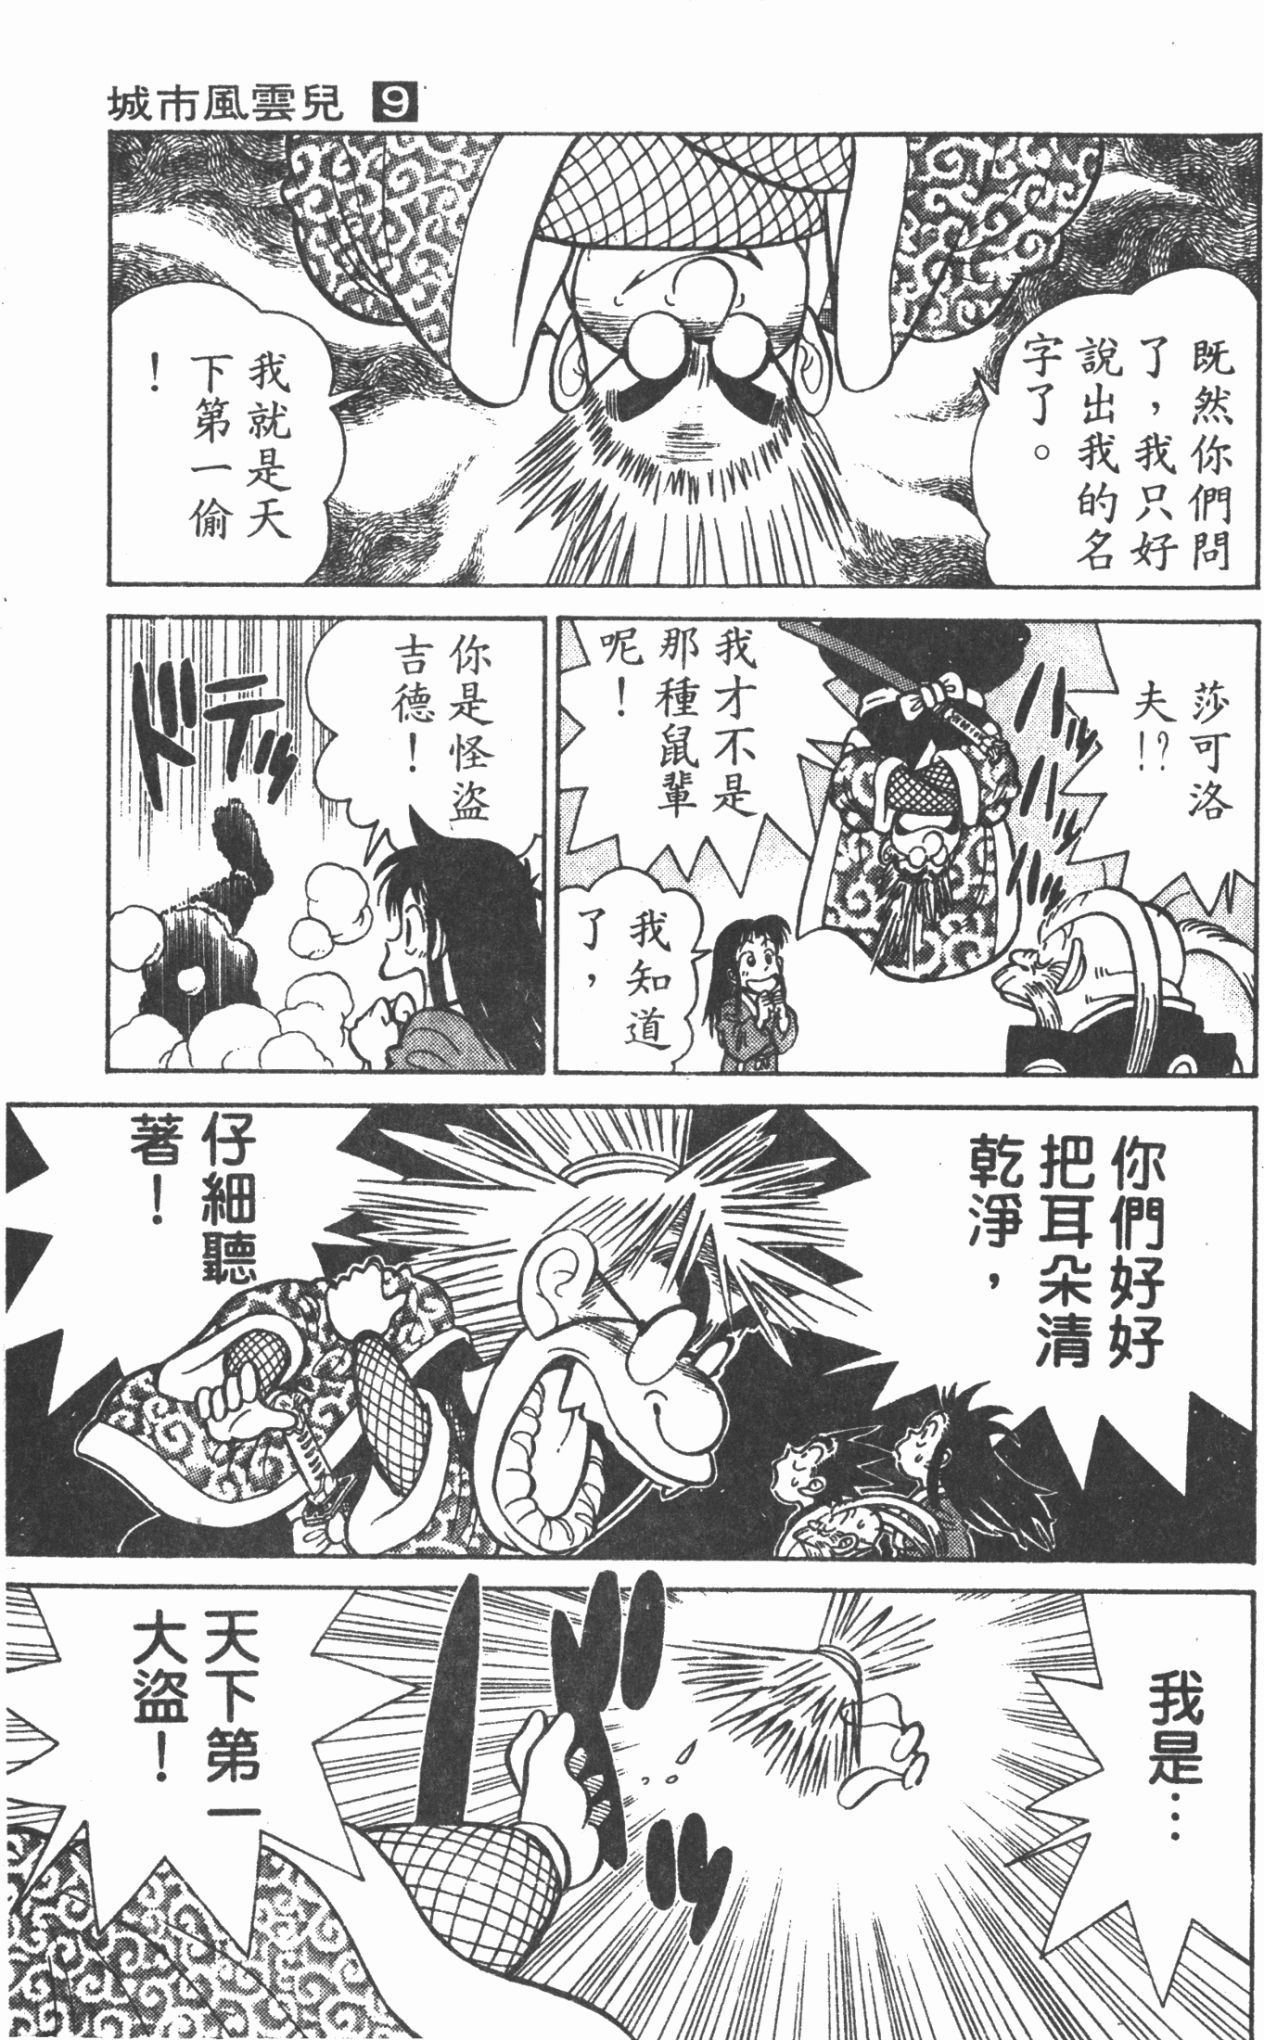 城市風雲兒 9
既然你們問
了，我只好
說出我的名
字了。
我就是天
下第一偷
！
莎可洛
夫!?
我才不是
那種鼠輩
呢！
我知道
了，
你是怪盜
吉德！
ドテッ
你們好好
把耳朵清
乾淨，
仔細聽
著！
我是…
天下第一
大盜！